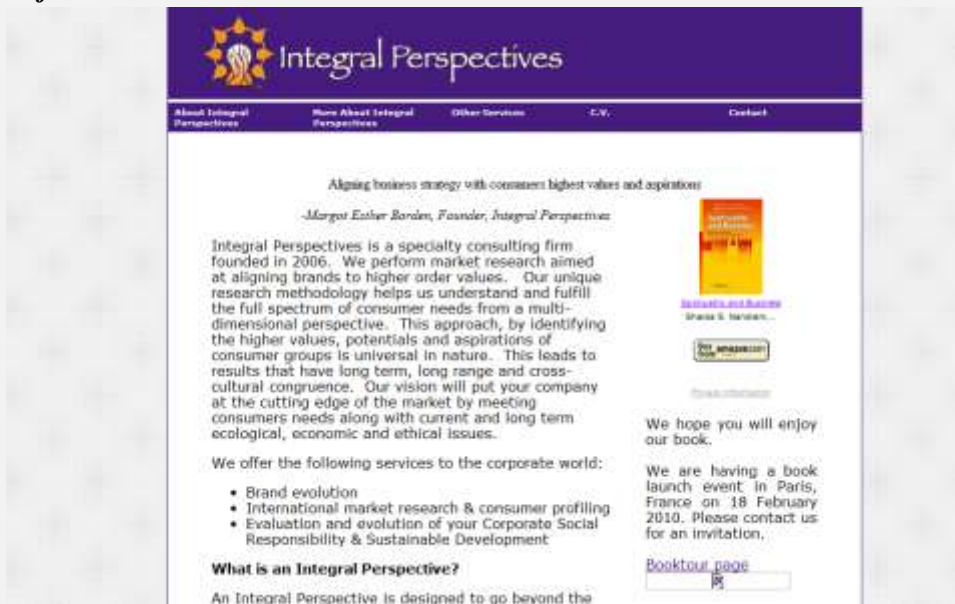 Integral Perspectives
About Integral Perspectives
More About Integral Perspectives
Other Services
C.V.
Contact
Aligning business strategy with consumers highest values and aspirations
-Margot Esther Borden, Founder, Integral Perspectives
Integral Perspectives is a specialty consulting firm
founded in 2006. We perform market research aimed
at aligning brands to higher order values. Our unique
research methodology helps us understand and fulfill
the full spectrum of consumer needs from a multi-
dimensional perspective. This approach, by identifying
the higher values, potentials and aspirations of
consumer groups is universal in nature. This leads to
results that have long term, long range and cross-
cultural congruence. Our vision will put your company
at the cutting edge of the market by meeting
consumers needs along with current and long term
ecological, economic and ethical issues.
We offer the following services to the corporate world:
• Brand evolution
• International market research & consumer profiling
• Evaluation and evolution of your Corporate Social
Responsibility & Sustainable Development
What is an Integral Perspective?
An Integral Perspective is designed to go beyond the
Spirituality and Business
Spirituality and Business
Sharda S. Nandam...
amazon.com
Privacy Information
We hope you will enjoy
our book.
We are having a book
launch event in Paris,
France on 18 February
2010. Please contact us
for an invitation.
Booktour page